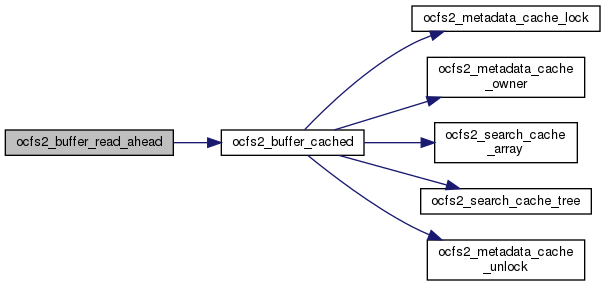 ocfs2_metadata_cache_lock
ocfs2_metadata_cache
_owner
ocfs2_buffer_read_ahead
ocfs2_buffer_cached
ocfs2_search_cache
_array
ocfs2_search_cache_tree
ocfs2_metadata_cache
_unlock